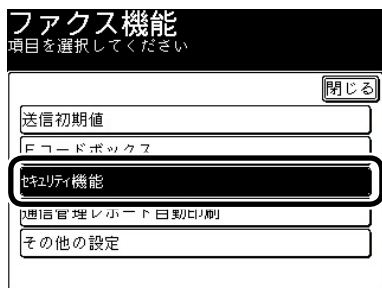 ファクス機能
項目を選択してください
閉じる
送信初期値
Fコードボックス
セキュリティ機能
通信管理レポート自動印刷
その他の設定